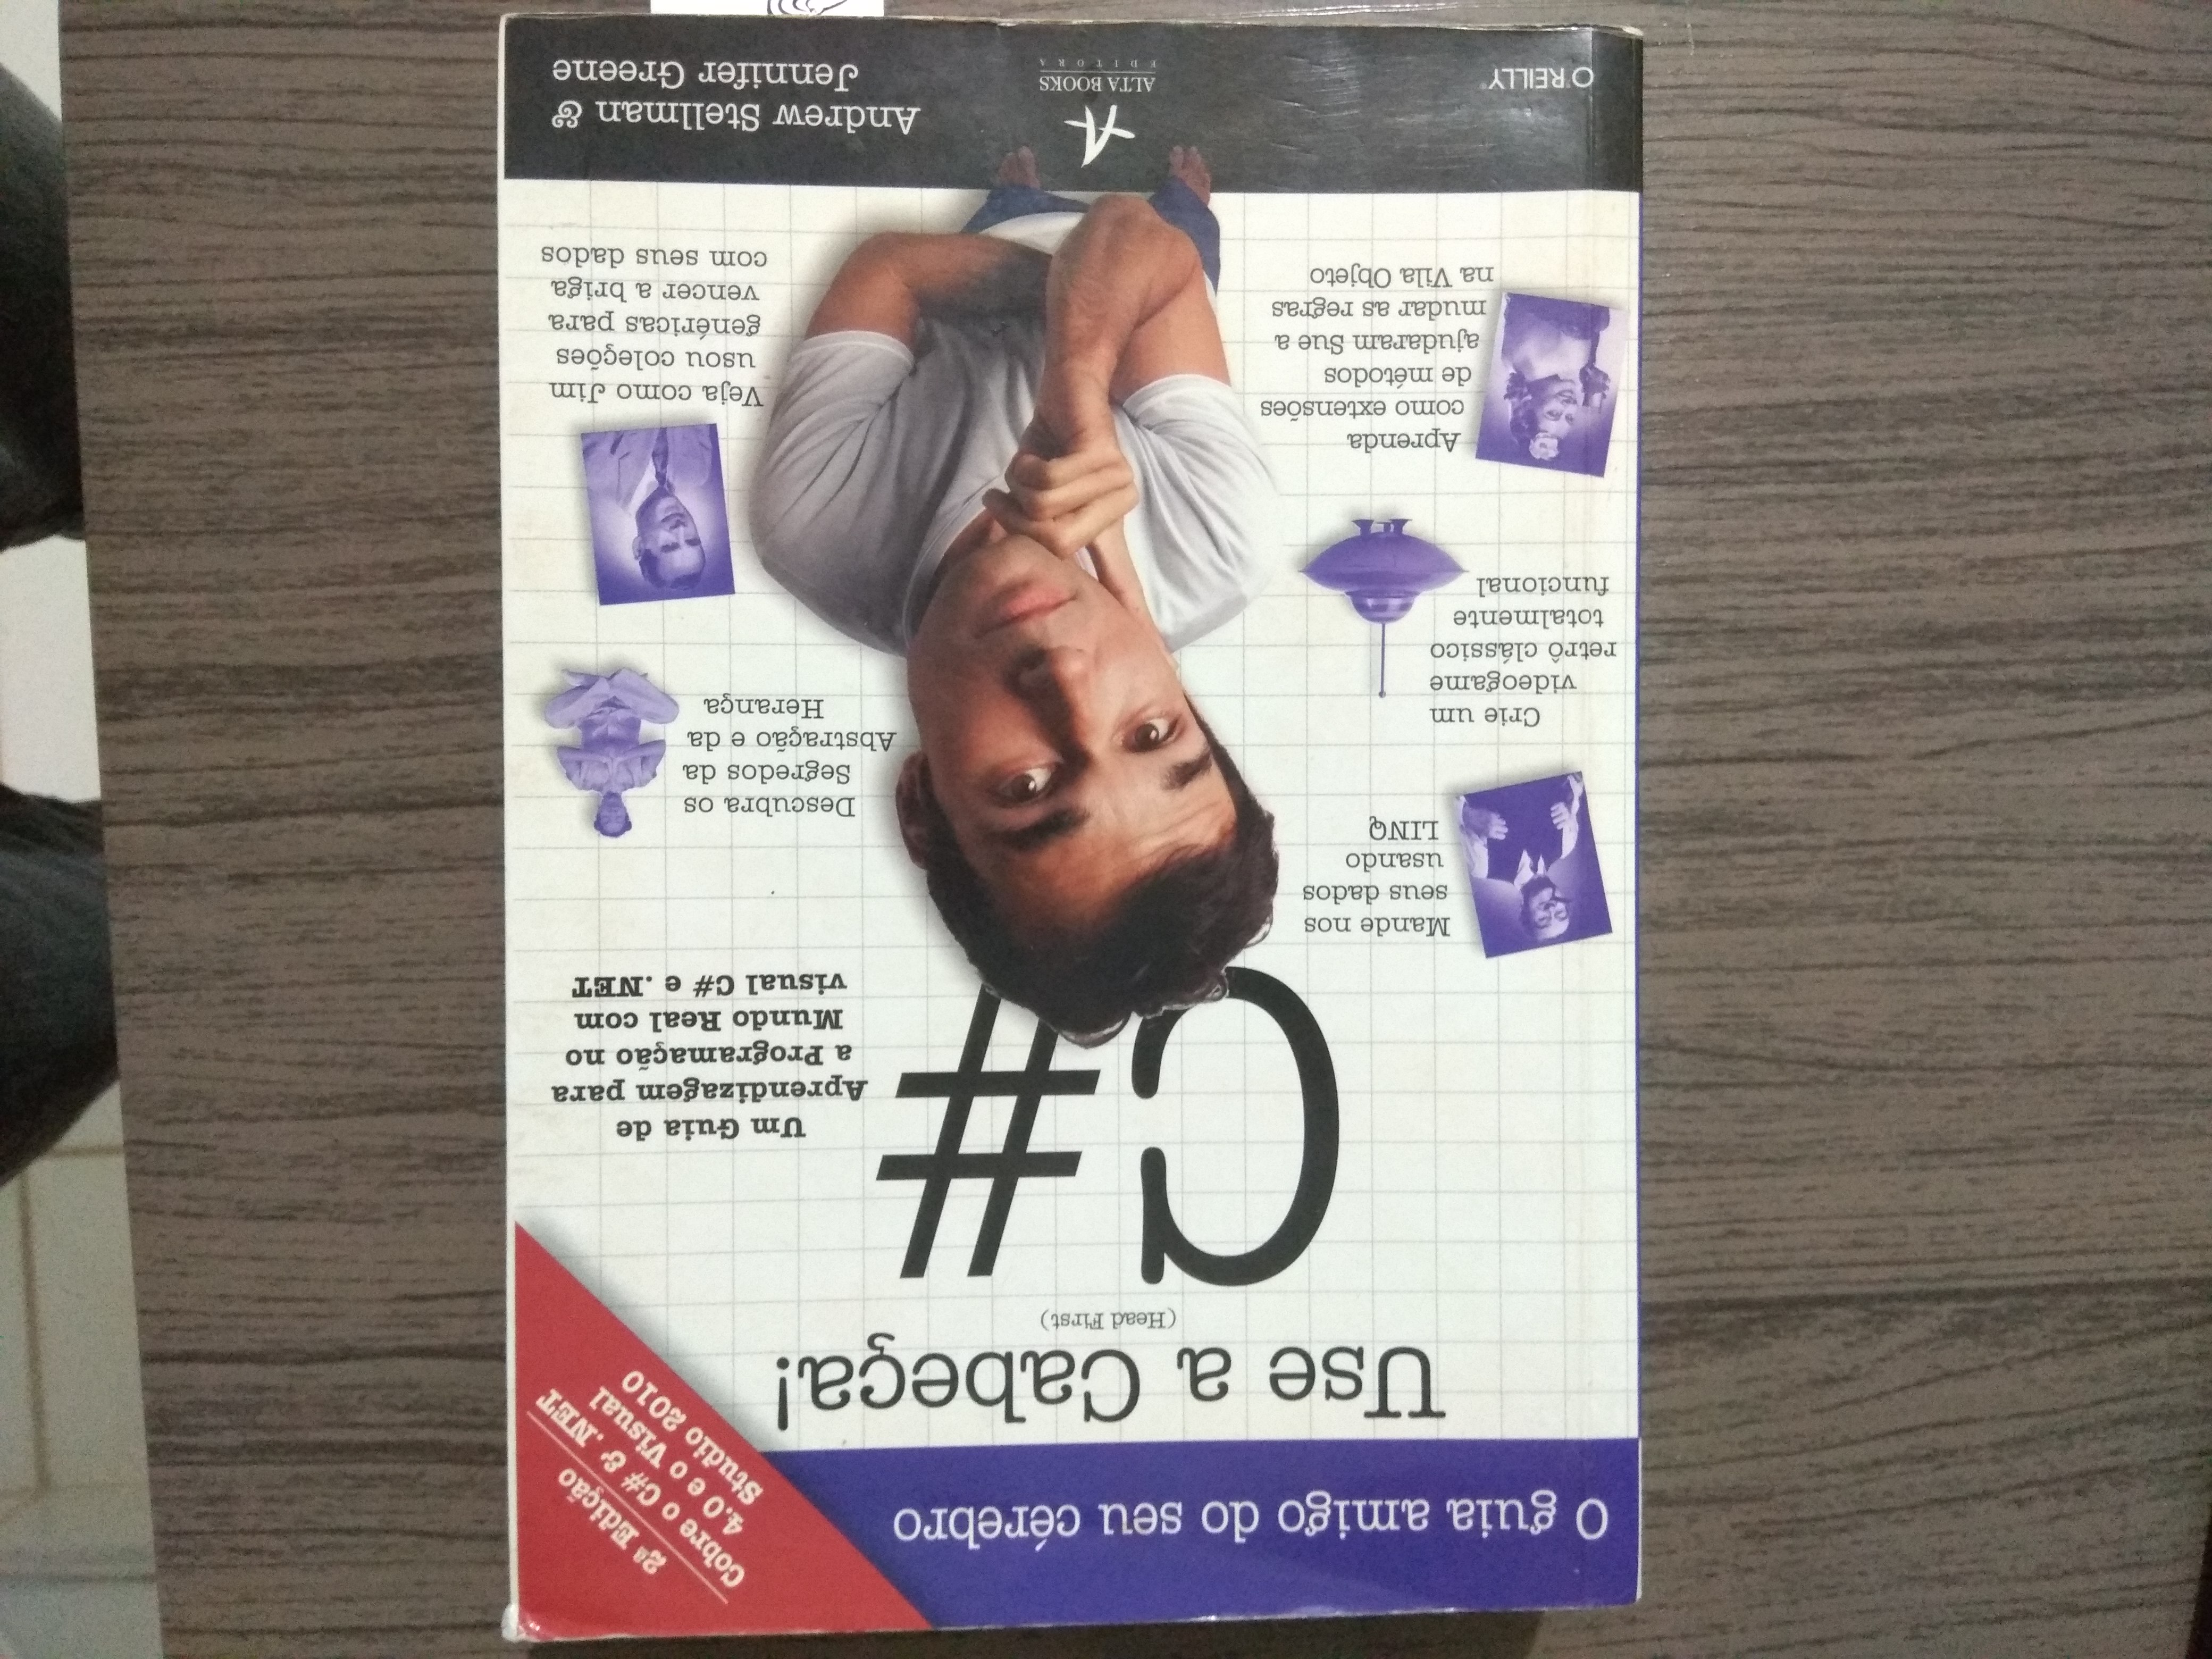 O guia amigo do seu cérebro
2ª Edição
Cobre o C# & .NET
4.0 e o Visual
Studio 2010
Use a Cabeça!
(Head First)
C#
Um Guia de
Aprendizagem para
a Programação no
Mundo Real com
visual C# e .NET
Mande nos
seus dados
usando
LINQ
Descubra os
Segredos da
Abstração e da
Herança
Crie um
videogame
retrô clássico
totalmente
funcional
Aprenda
como extensões
de métodos
ajudaram Sue a
mudar as regras
na Vila Objeto
Veja como Jim
usou coleções
genéricas para
vencer a briga
com seus dados
O'REILLY®
ALTA BOOKS
EDITORA
Andrew Stellman &
Jennifer Greene